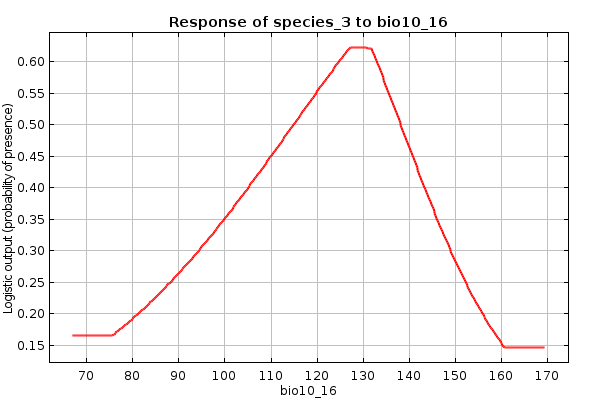 Response of species_3 to bio10_16
Logistic output (probability of presence)
0.60
0.55
0.50
0.45
0.40
0.35
0.30
0.25
0.20
0.15
70 80 90 100 110 120 130 140 150 160 170
bio10_16